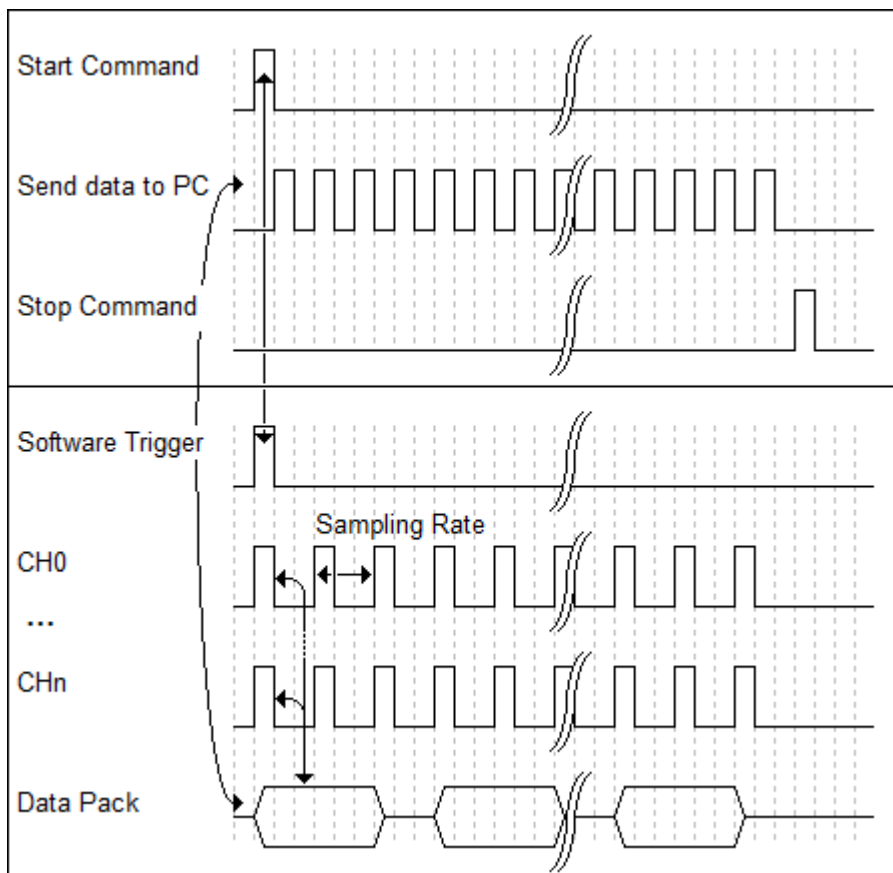 Start Command
Send data to PC
Stop Command
Software Trigger
Sampling Rate
CH0
...
CHn
Data Pack